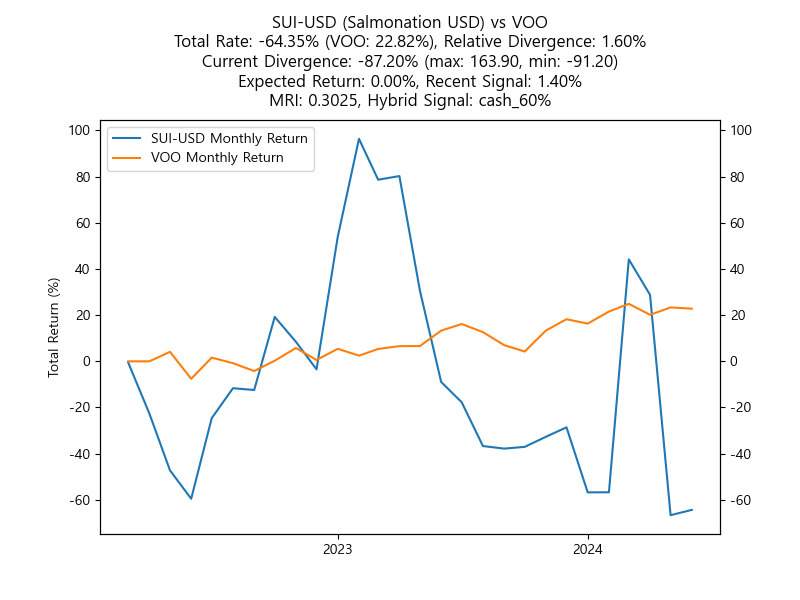 SUI-USD (Salmonation USD) vs VOO
Total Rate: -64.35% (VOO: 22.82%), Relative Divergence: 1.60%
Current Divergence: -87.20% (max: 163.90, min: -91.20)
Expected Return: 0.00%, Recent Signal: 1.40%
MRI: 0.3025, Hybrid Signal: cash_60%
SUI-USD Monthly Return
VOO Monthly Return
Total Return (%)
100
80
60
40
20
0
-20
-40
-60
100
80
60
40
20
0
-20
-40
-60
2023
2024